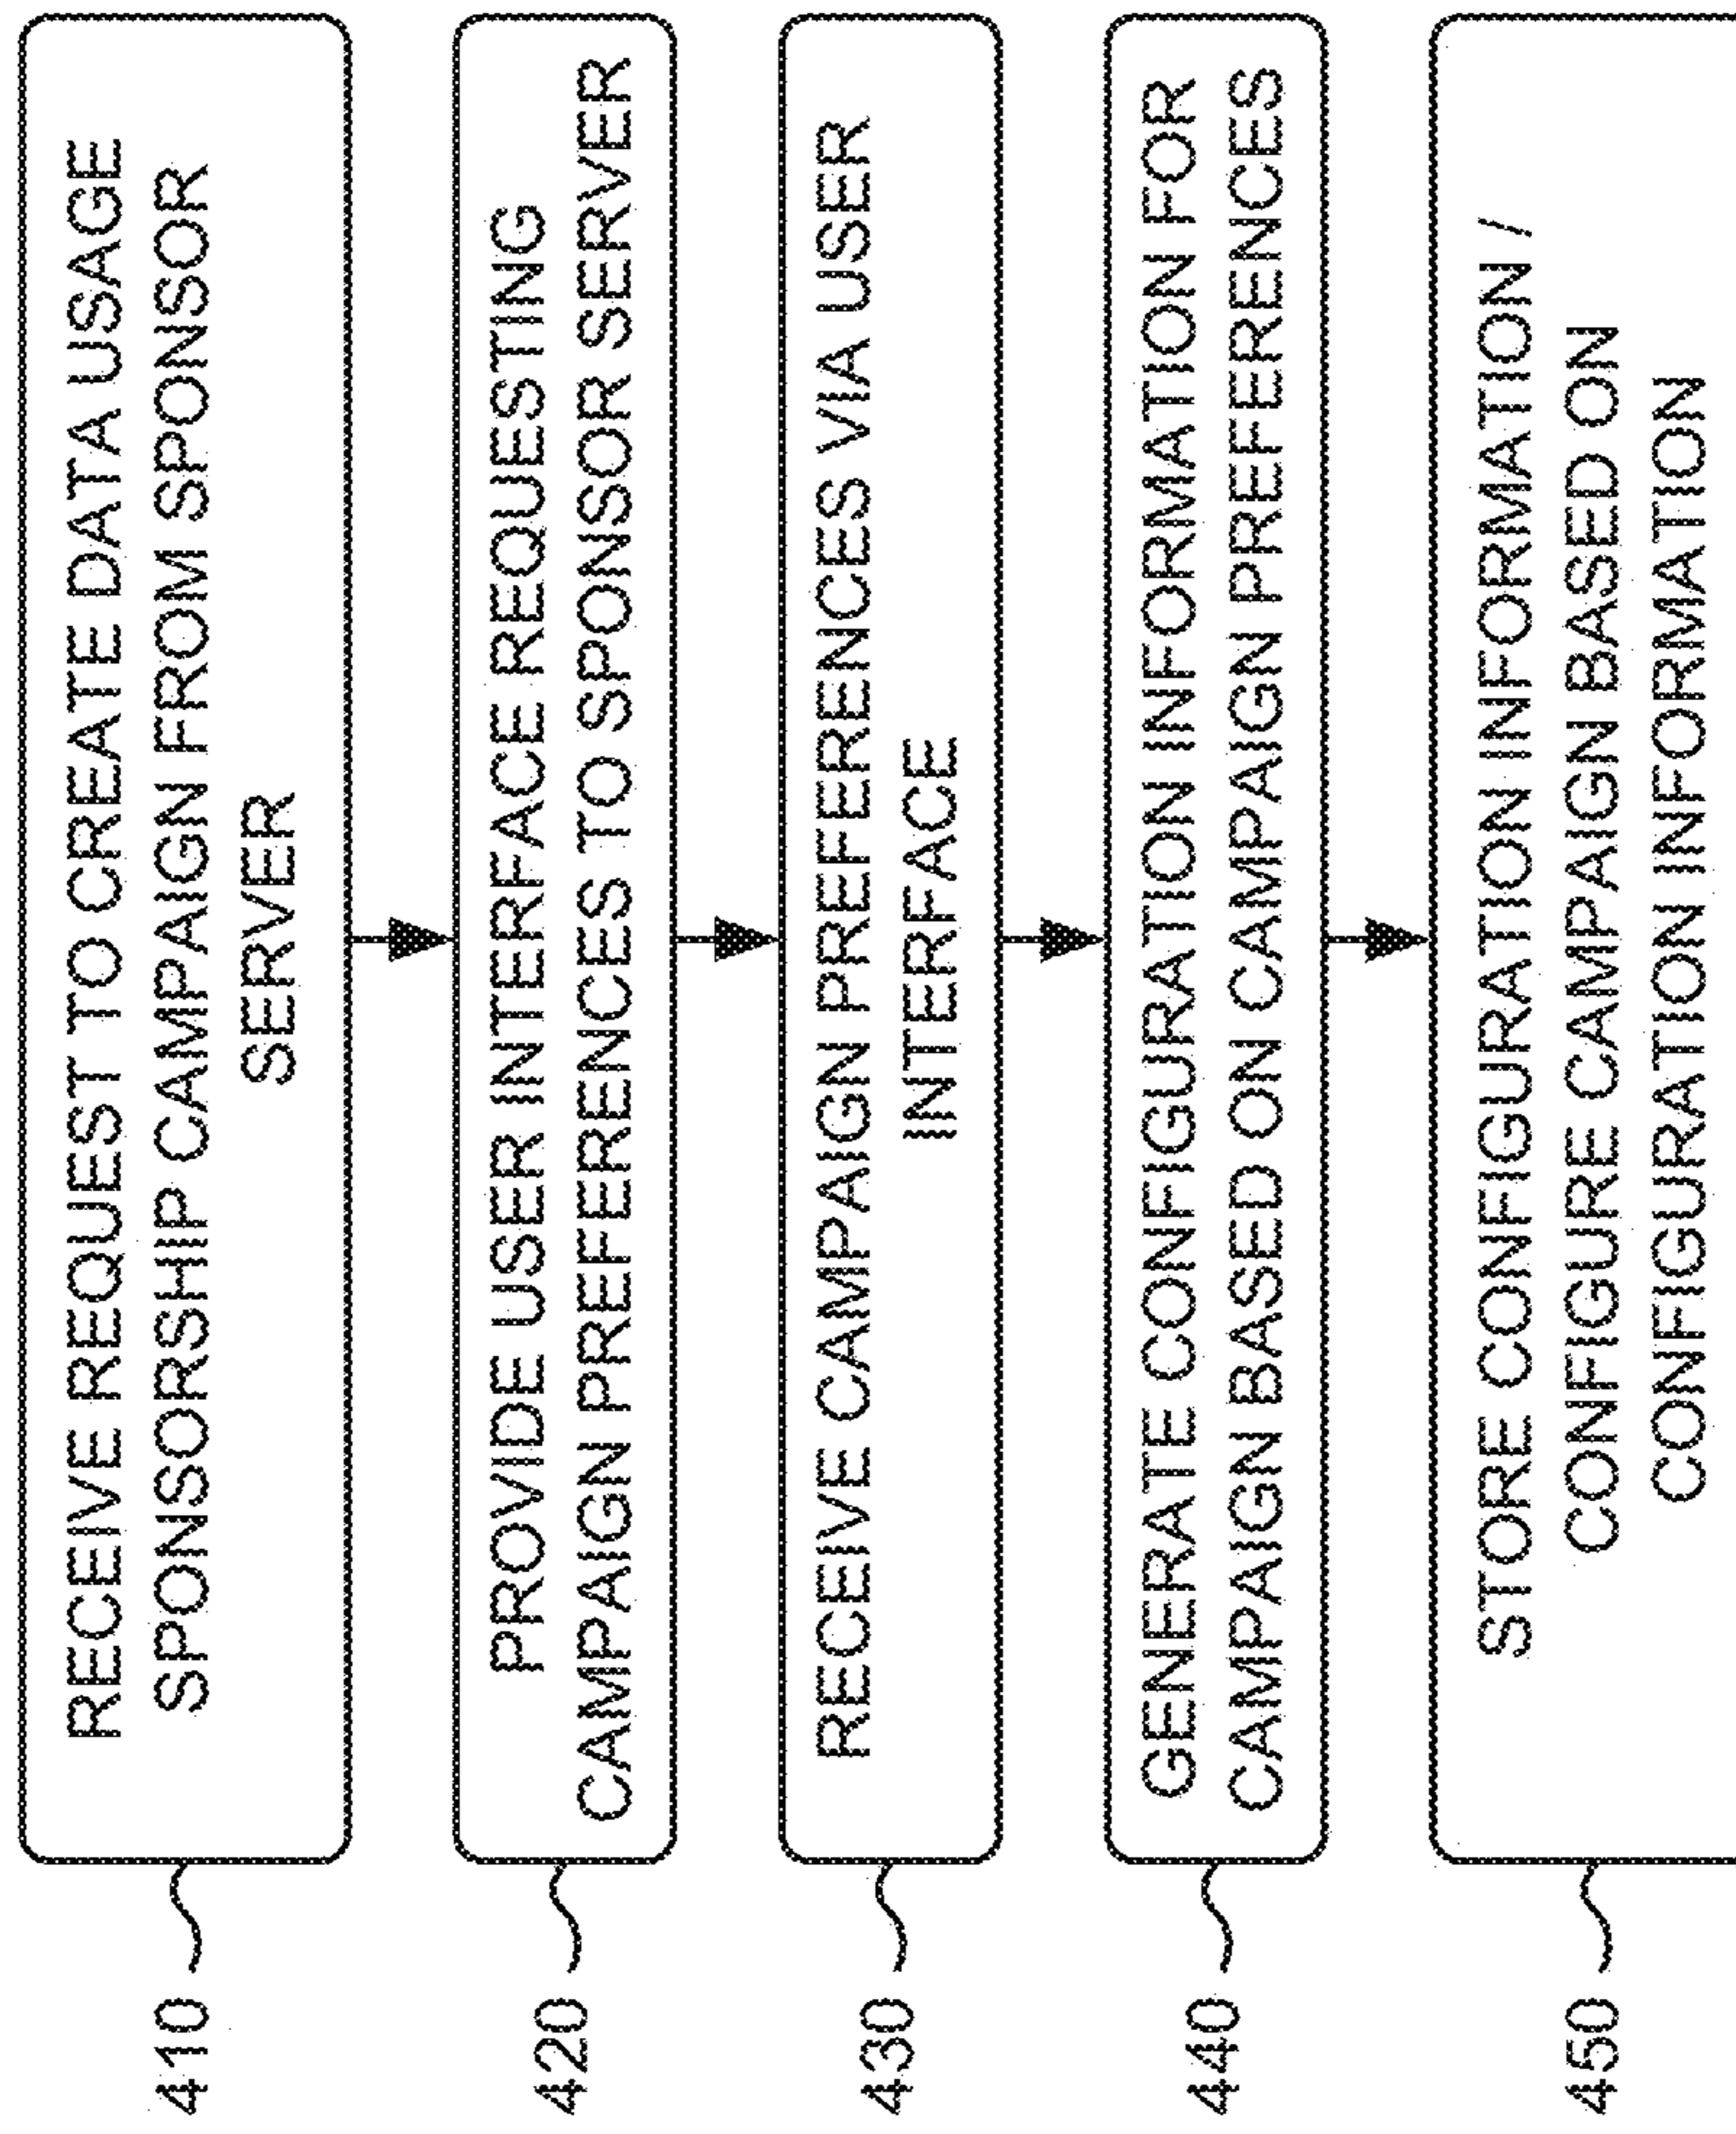 410
RECEIVE REQUEST TO CREATE DATA USAGE
SPONSORSHIP CAMPAIGN FROM SPONSOR
SERVER
420
PROVIDE USER INTERFACE REQUESTING
CAMPAIGN PREFERENCES TO SPONSOR SERVER
430
RECEIVE CAMPAIGN PREFERENCES VIA USER
INTERFACE
440
GENERATE CONFIGURATION INFORMATION FOR
CAMPAIGN BASED ON CAMPAIGN PREFERENCES
450
STORE CONFIGURATION INFORMATION /
CONFIGURE CAMPAIGN BASED ON
CONFIGURATION INFORMATION